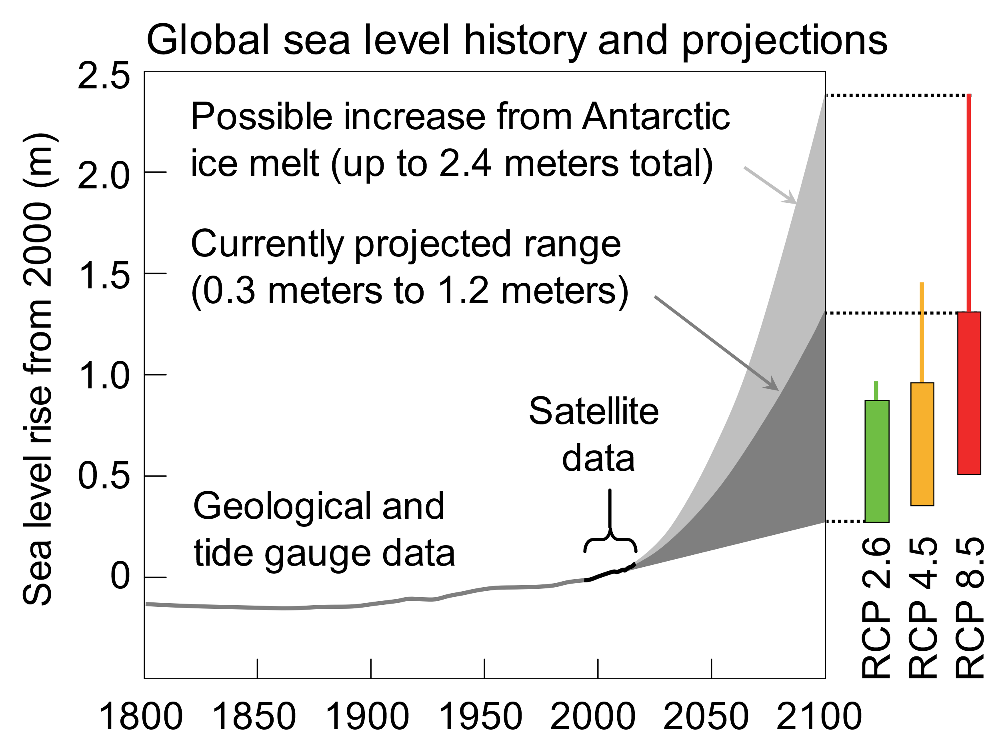 Global sea level history and projections
Sea level rise from 2000 (m)
2.5
2.0
1.5
1.0
0.5
0
Possible increase from Antarctic
ice melt (up to 2.4 meters total)
Currently projected range
(0.3 meters to 1.2 meters)
Satellite
data
Geological and
tide gauge data
1800
1850
1900
1950
2000
2050
2100
RCP 2.6
RCP 4.5
RCP 8.5